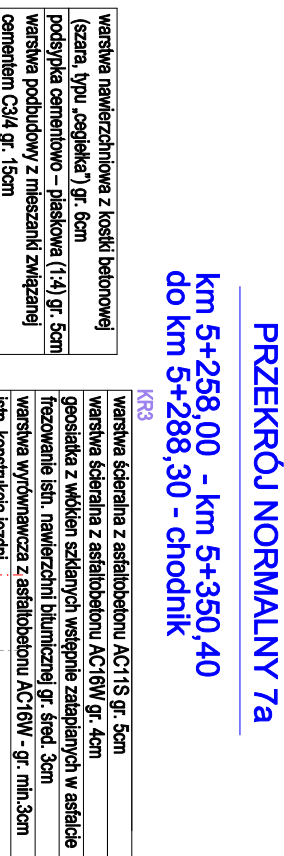 PRZEKRÓJ NORMALNY 7a
km 5+258,00 - km 5+350,40
do km 5+288,30 - chodnik
warstwa nawierzchniowa z kostki betonowej
(szara, typu „cegiełka") gr. 6cm
podsypka cementowo – piaskowa (1:4) gr. 5cm
warstwa podbudowy z mieszanki związanej
cementem C3/4 gr. 15cm
KR3
warstwa ścieralna z asfaltobetonu AC11S gr. 5cm
warstwa ścieralna z asfaltobetonu AC16W gr. 4cm
geosiatka z włókien szklanych wstępnie zatapianych w asfalcie
frezowanie istn. nawierzchni bitumicznej gr. śred. 3cm
warstwa wyrównawcza z asfaltobetonu AC16W - gr. min.3cm
istn. konstrukcja jezdni